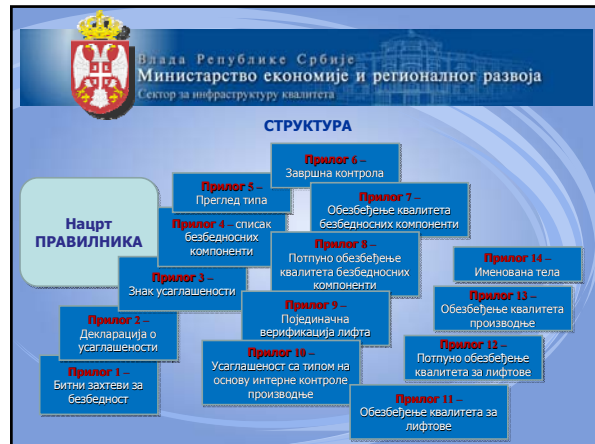 Влада Републике Србије
Министарство економије и регионалног развоја
Сектор за инфраструктуру квалитета
СТРУКТУРА
Нацрт
ПРАВИЛНИКА
Прилог 1 –
Битни захтеви за
безбедност
Прилог 2 –
Декларација о
усаглашености
Прилог 3 –
Знак усаглашености
Прилог 4 – списак
безбедносних
компоненти
Прилог 5 –
Преглед типа
Прилог 6 –
Завршна контрола
Прилог 7 –
Обезбеђење квалитета
безбедносних компоненти
Прилог 8 –
Потпуно обезбеђење
квалитета безбедносних
компоненти
Прилог 9 –
Појединачна
верификација лифта
Прилог 10 –
Усаглашеност са типом на
основу интерне контроле
производње
Прилог 11 –
Обезбеђење квалитета за
лифтове
Прилог 12 –
Потпуно обезбеђење
квалитета за лифтове
Прилог 13 –
Обезбеђење квалитета
производње
Прилог 14 –
Именована тела